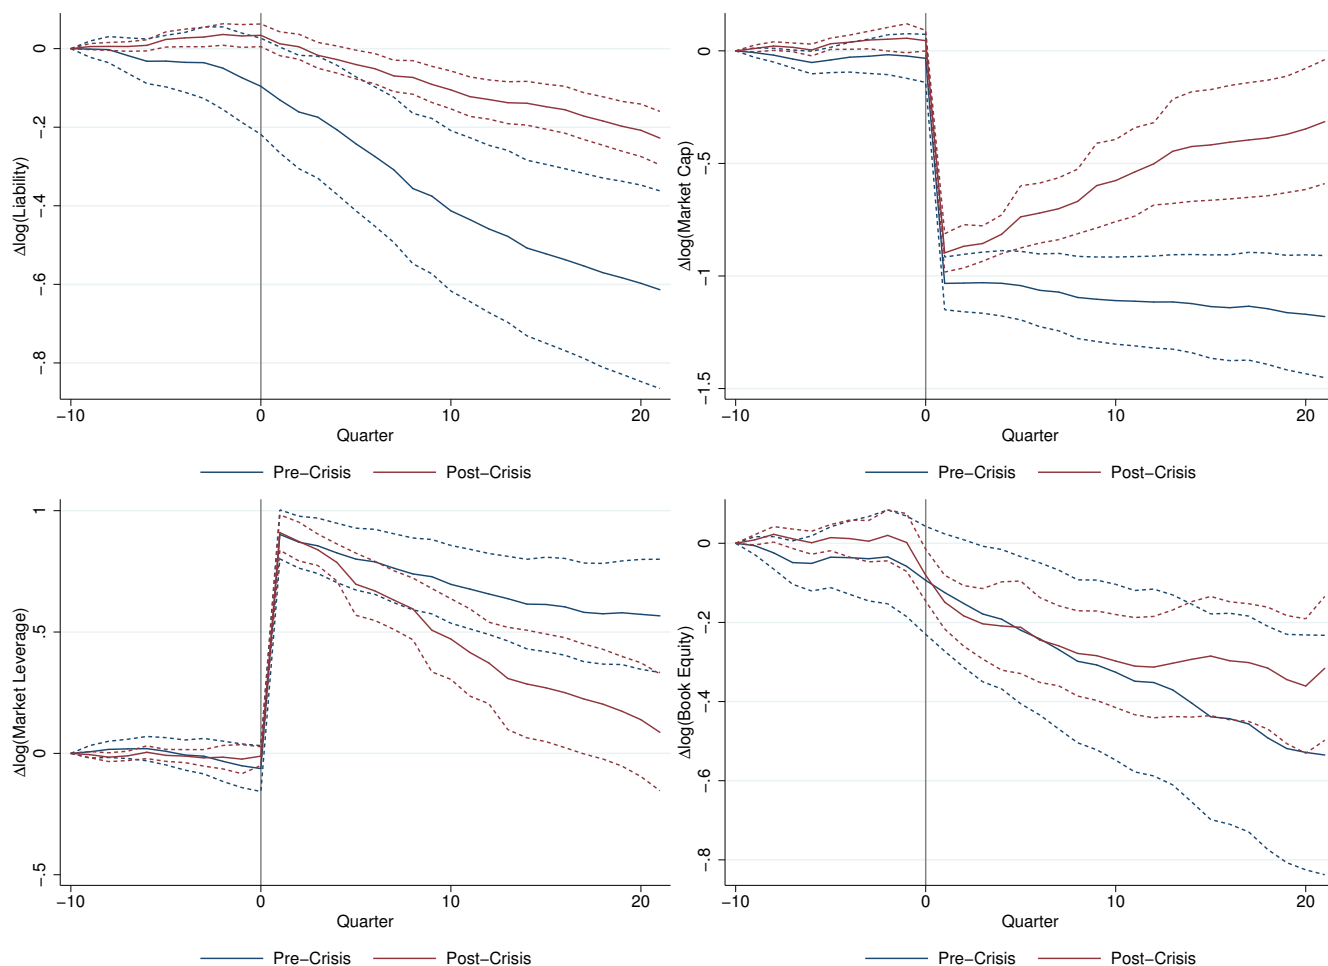 Δlog(Liability)
0
−.2
−.4
−.6
−.8
−10
0
10
20
Quarter
Pre−Crisis
Post−Crisis
Δlog(Market Cap)
0
−.5
−1
−1.5
−10
0
10
20
Quarter
Pre−Crisis
Post−Crisis
Δlog(Market Leverage)
1
.5
0
−.5
−10
0
10
20
Quarter
Pre−Crisis
Post−Crisis
Δlog(Book Equity)
0
−.2
−.4
−.6
−.8
−10
0
10
20
Quarter
Pre−Crisis
Post−Crisis